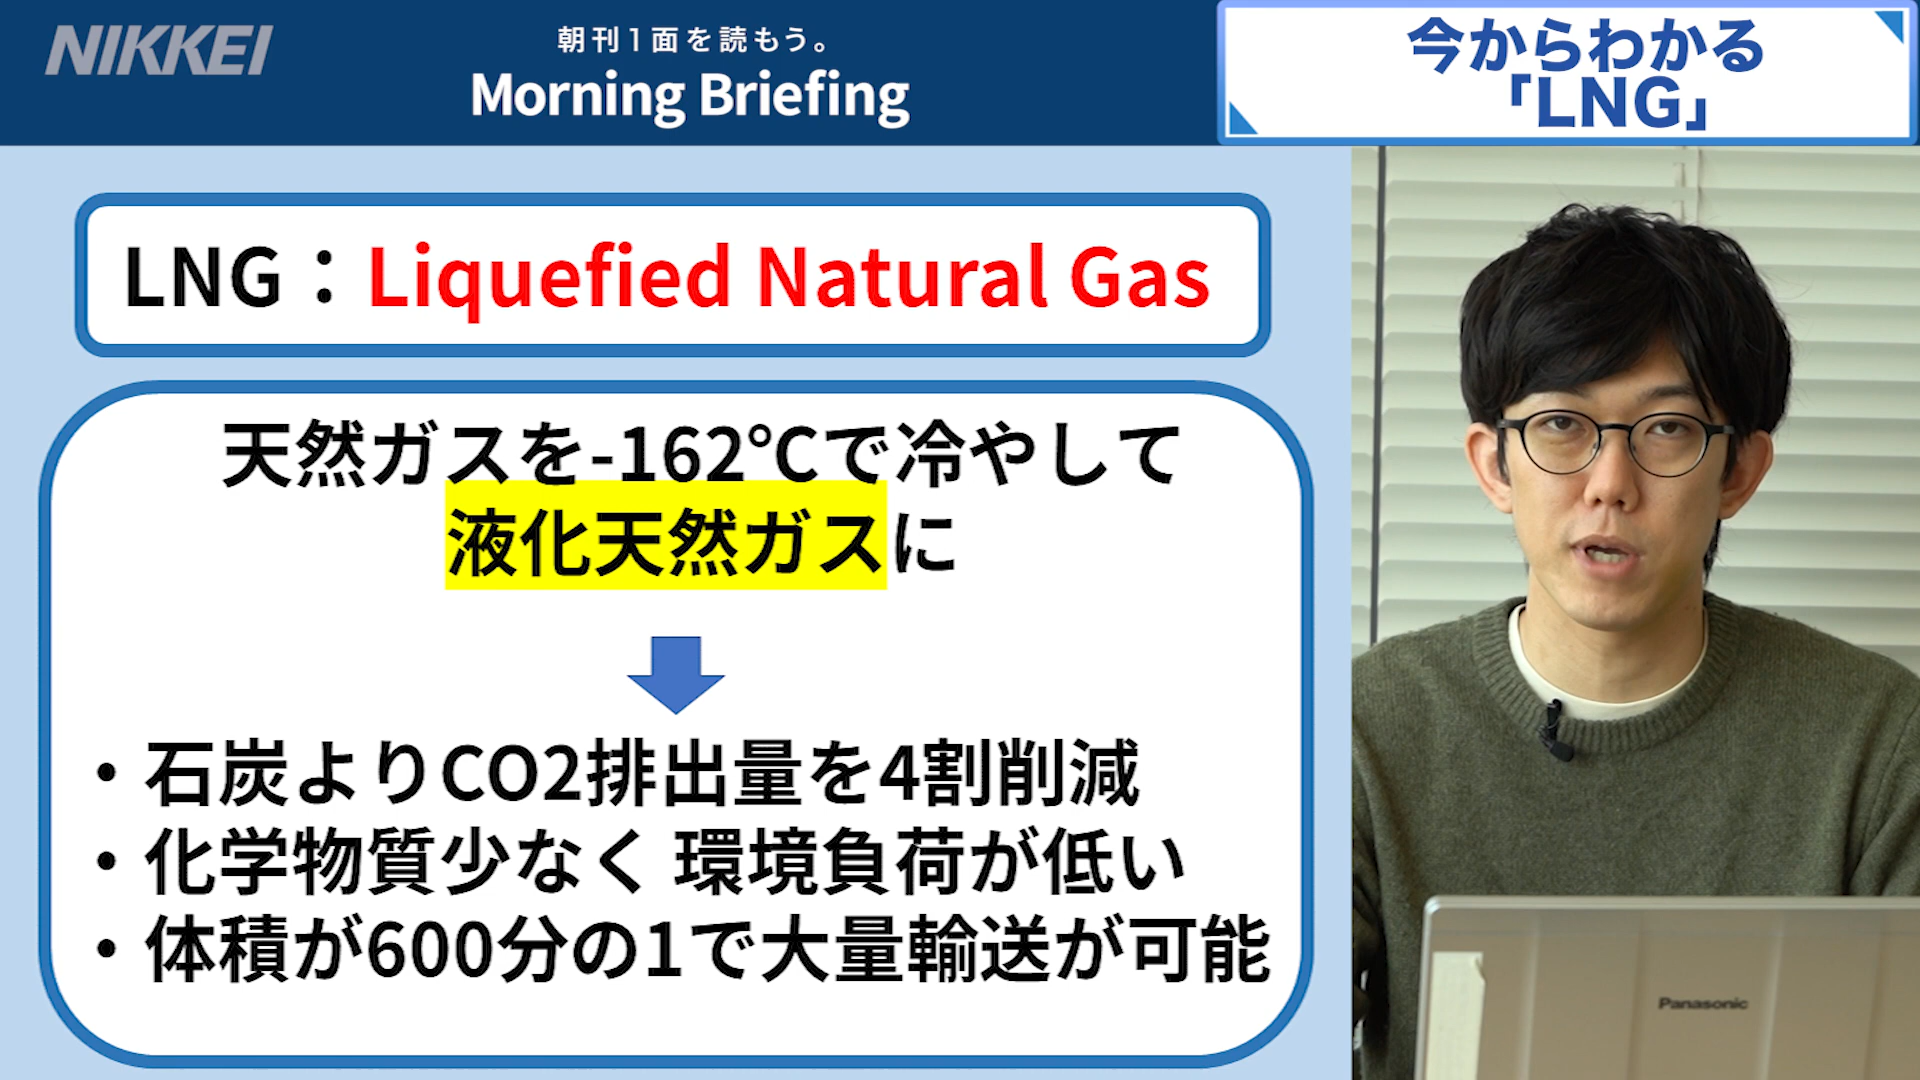 NIKKEI
朝刊1面を読もう。
Morning Briefing
今からわかる
「LNG」
LNG：Liquefied Natural Gas
天然ガスを-162℃で冷やして
液化天然ガスに
・石炭よりCO2排出量を4割削減
・化学物質少なく 環境負荷が低い
・体積が600分の1で大量輸送が可能
Panasonic